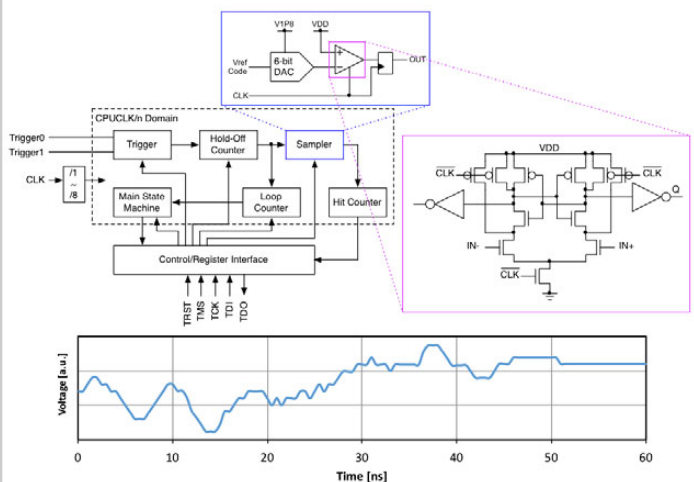 V1P8
VDD
Vref
Code
6-bit
DAC
OUT
CLK
CPUCLK/n Domain
Trigger0
Trigger1
Trigger
Hold-Off
Counter
Sampler
CLK
/1
~
/8
Main State
Machine
Loop
Counter
Hit Counter
Control/Register Interface
TRST
TMS
TCK
TDI
TDO
VDD
CLK
CLK
Q
IN-
IN+
CLK
Voltage [a.u.]
0 10 20 30 40 50 60
Time [ns]